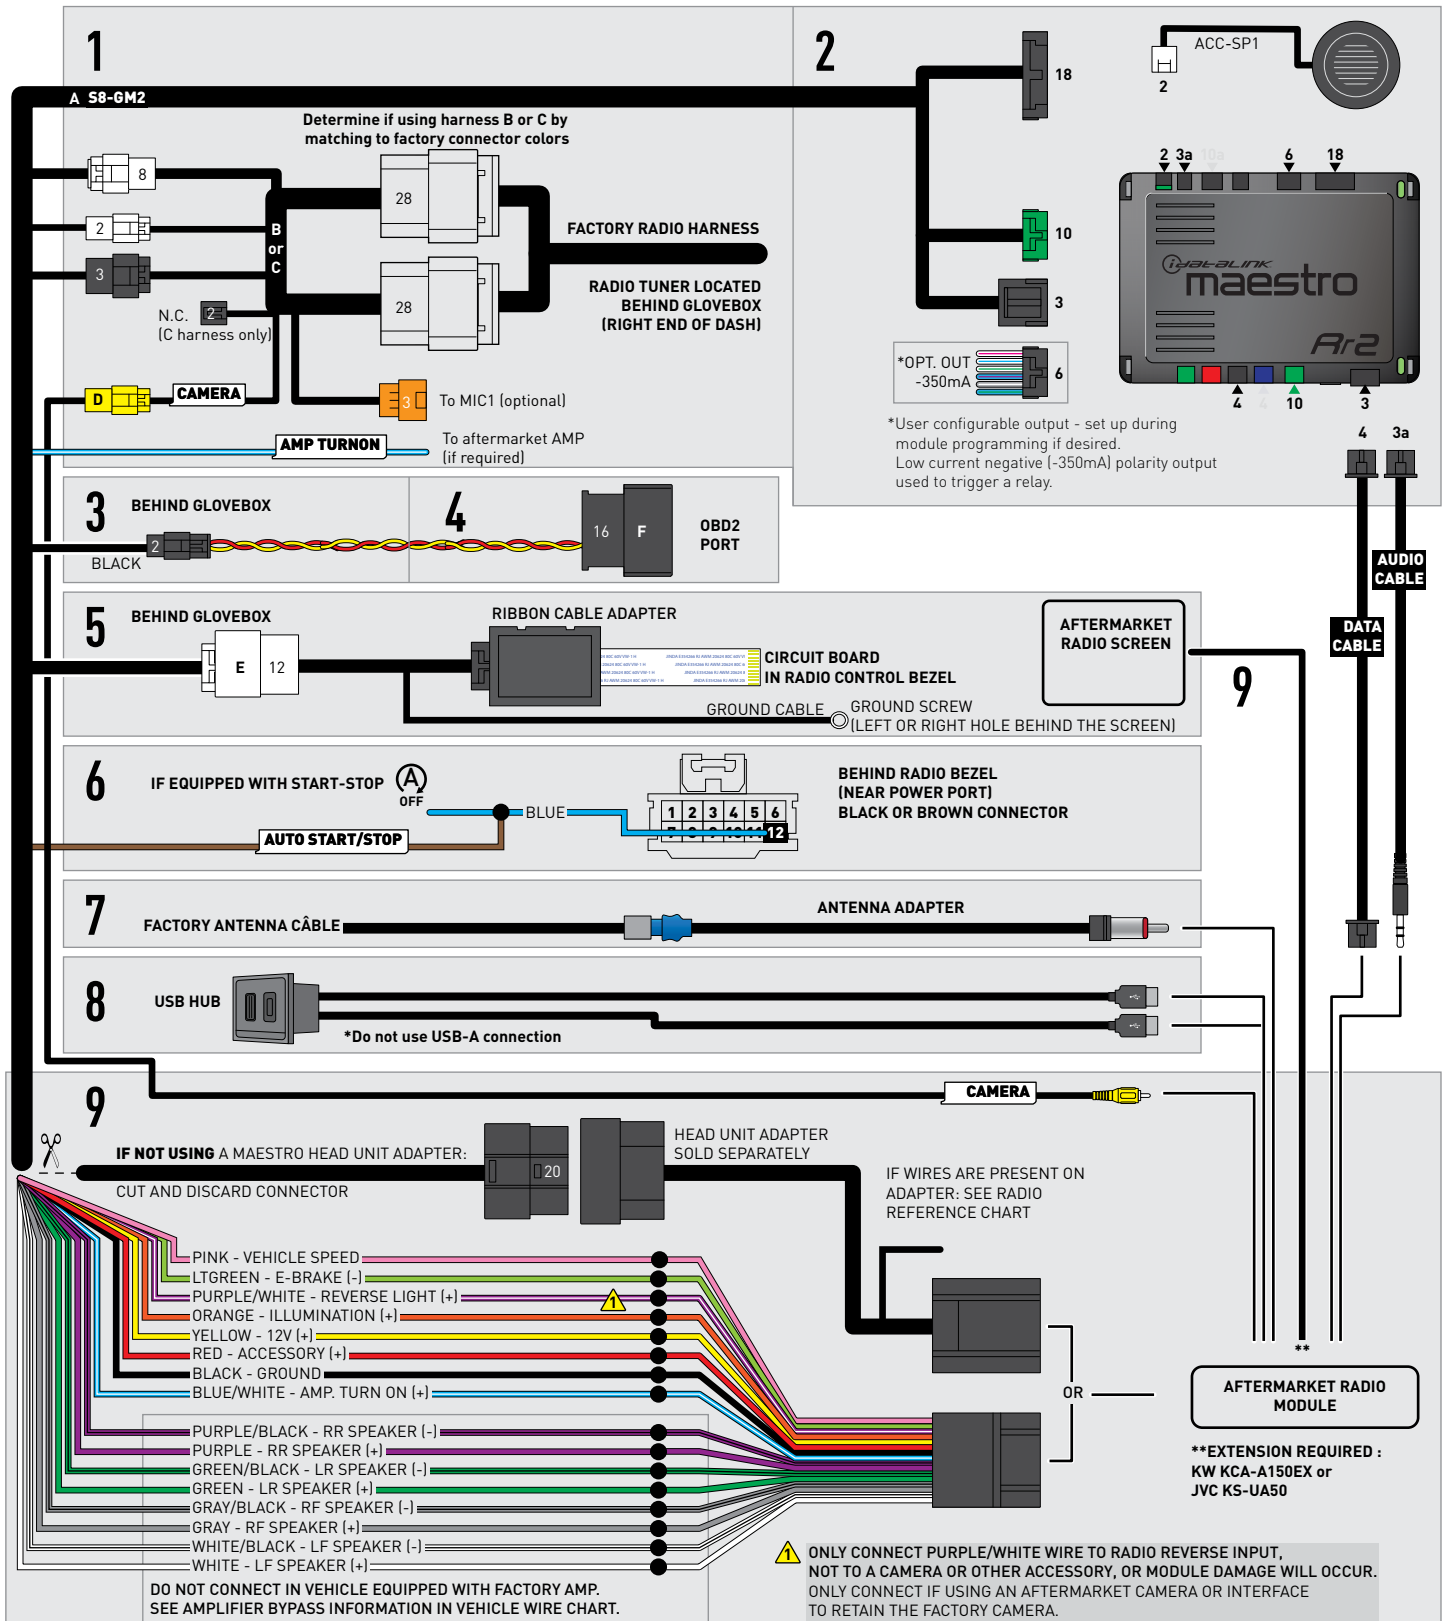 1
A S8-GM2
Determine if using harness B or C by
matching to factory connector colors
8
2
3
B
or
C
28
28
FACTORY RADIO HARNESS
RADIO TUNER LOCATED
BEHIND GLOVEBOX
(RIGHT END OF DASH)
N.C.
(C harness only)
2
D
CAMERA
3
To MIC1 (optional)
AMP TURNON
To aftermarket AMP
(if required)
2
18
10
3
*OPT. OUT
-350mA
6
*User configurable output - set up during
module programming if desired.
Low current negative (-350mA) polarity output
used to trigger a relay.
ACC-SP1
2
2 3a 10a 6 18
idatalink
maestro
Rr2
4 4 10 3
4 3a
AUDIO
CABLE
DATA
CABLE
3
BEHIND GLOVEBOX
2
BLACK
4
16
F
OBD2
PORT
5
BEHIND GLOVEBOX
E
12
RIBBON CABLE ADAPTER
CIRCUIT BOARD
IN RADIO CONTROL BEZEL
GROUND CABLE
GROUND SCREW
(LEFT OR RIGHT HOLE BEHIND THE SCREEN)
AFTERMARKET
RADIO SCREEN
9
6
IF EQUIPPED WITH START-STOP
A
OFF
BLUE
AUTO START/STOP
1 2 3 4 5 6
7 8 9 10 11 12
BEHIND RADIO BEZEL
(NEAR POWER PORT)
BLACK OR BROWN CONNECTOR
7
FACTORY ANTENNA CÂBLE
ANTENNA ADAPTER
8
USB HUB
*Do not use USB-A connection
9
CAMERA
IF NOT USING A MAESTRO HEAD UNIT ADAPTER:
CUT AND DISCARD CONNECTOR
20
HEAD UNIT ADAPTER
SOLD SEPARATELY
IF WIRES ARE PRESENT ON
ADAPTER: SEE RADIO
REFERENCE CHART
PINK - VEHICLE SPEED
LTGREEN - E-BRAKE (-)
PURPLE/WHITE - REVERSE LIGHT (+)
1
ORANGE - ILLUMINATION (+)
YELLOW - 12V (+)
RED - ACCESSORY (+)
BLACK - GROUND
BLUE/WHITE - AMP. TURN ON (+)
PURPLE/BLACK - RR SPEAKER (-)
PURPLE - RR SPEAKER (+)
GREEN/BLACK - LR SPEAKER (-)
GREEN - LR SPEAKER (+)
GRAY/BLACK - RF SPEAKER (-)
GRAY - RF SPEAKER (+)
WHITE/BLACK - LF SPEAKER (-)
WHITE - LF SPEAKER (+)
DO NOT CONNECT IN VEHICLE EQUIPPED WITH FACTORY AMP.
SEE AMPLIFIER BYPASS INFORMATION IN VEHICLE WIRE CHART.
OR
**
AFTERMARKET RADIO
MODULE
**EXTENSION REQUIRED :
KW KCA-A150EX or
JVC KS-UA50
1
ONLY CONNECT PURPLE/WHITE WIRE TO RADIO REVERSE INPUT,
NOT TO A CAMERA OR OTHER ACCESSORY, OR MODULE DAMAGE WILL OCCUR.
ONLY CONNECT IF USING AN AFTERMARKET CAMERA OR INTERFACE
TO RETAIN THE FACTORY CAMERA.